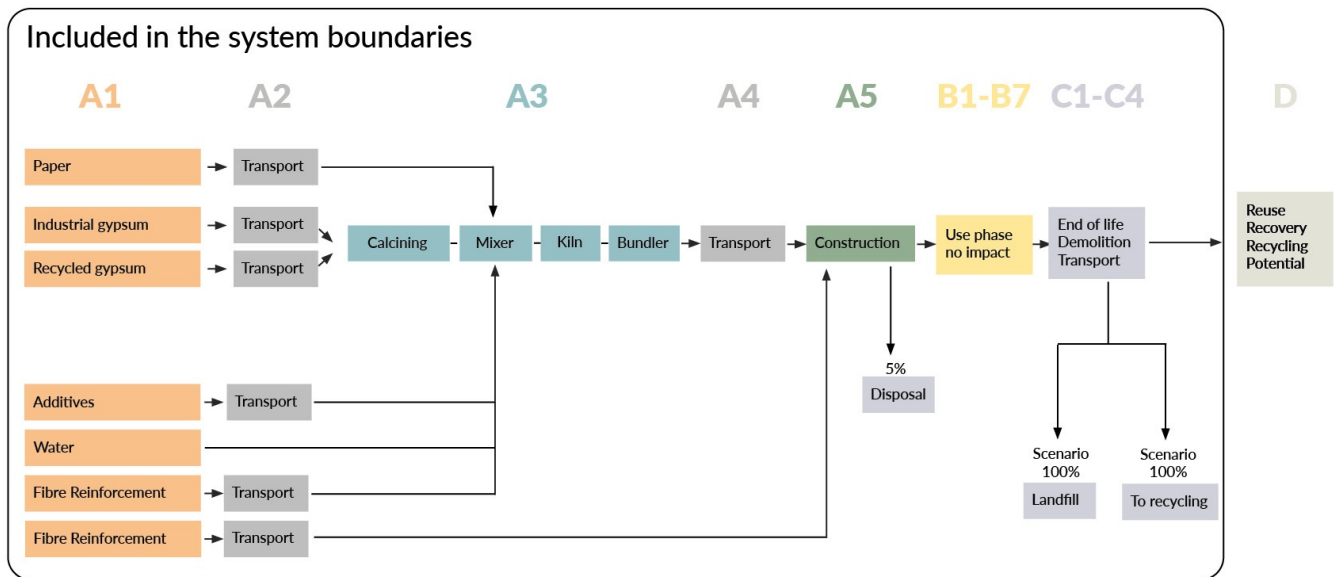 Included in the system boundaries
A1 A2 A3 A4 A5 B1-B7 C1-C4 D
Paper Transport
Industrial gypsum Transport
Recycled gypsum Transport
Calcining Mixer Kiln Bundler Transport Construction
Use phase
no impact
End of life
Demolition
Transport
Reuse
Recovery
Recycling
Potential
5%
Disposal
Additives Transport
Water
Fibre Reinforcement Transport
Fibre Reinforcement Transport
Scenario
100%
Landfill
Scenario
100%
To recycling